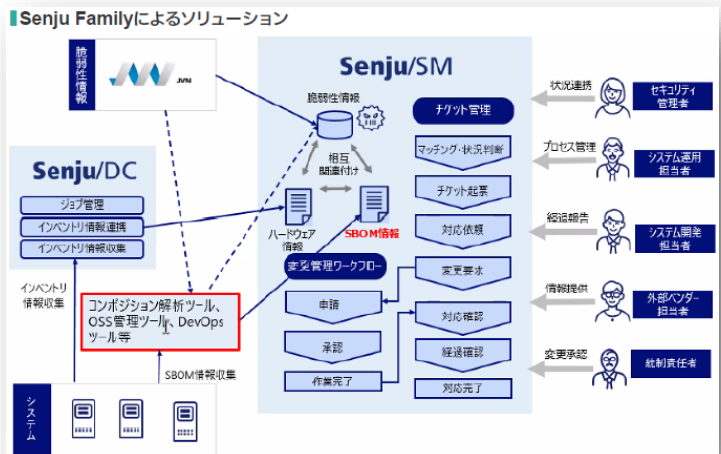 Senju Familyによるソリューション
脆弱性情報
JVN
.JVN
Senju/DC
ジョブ管理
インベントリ情報連携
インベントリ情報収集
インベントリ
情報収集
コンポジション解析ツール、
OSS管理ツール、DevOps
ツール等
SBOM情報収集
システム
Senju/SM
脆弱性情報
相互
関連付け
ハードウェア
情報
SBOM情報
変更管理ワークフロー
申請
承認
作業完了
チケット管理
マッチング・状況判断
チケット起票
対応依頼
変更要求
対応確認
経過確認
対応完了
状況連携
セキュリティ
管理者
プロセス管理
システム運用
担当者
経過報告
システム開発
担当者
情報提供
外部ベンダー
担当者
変更承認
統制責任者